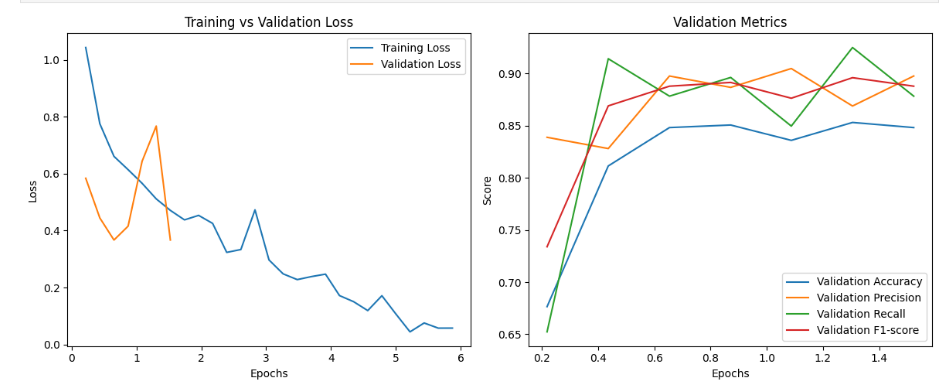 Training vs Validation Loss
Training Loss
Validation Loss
1.0
0.8
0.6
0.4
0.2
0.0
Loss
0
1
2
3
4
5
6
Epochs
Validation Metrics
0.90
0.85
0.80
0.75
0.70
0.65
Score
Validation Accuracy
Validation Precision
Validation Recall
Validation F1-score
0.2
0.4
0.6
0.8
1.0
1.2
1.4
Epochs